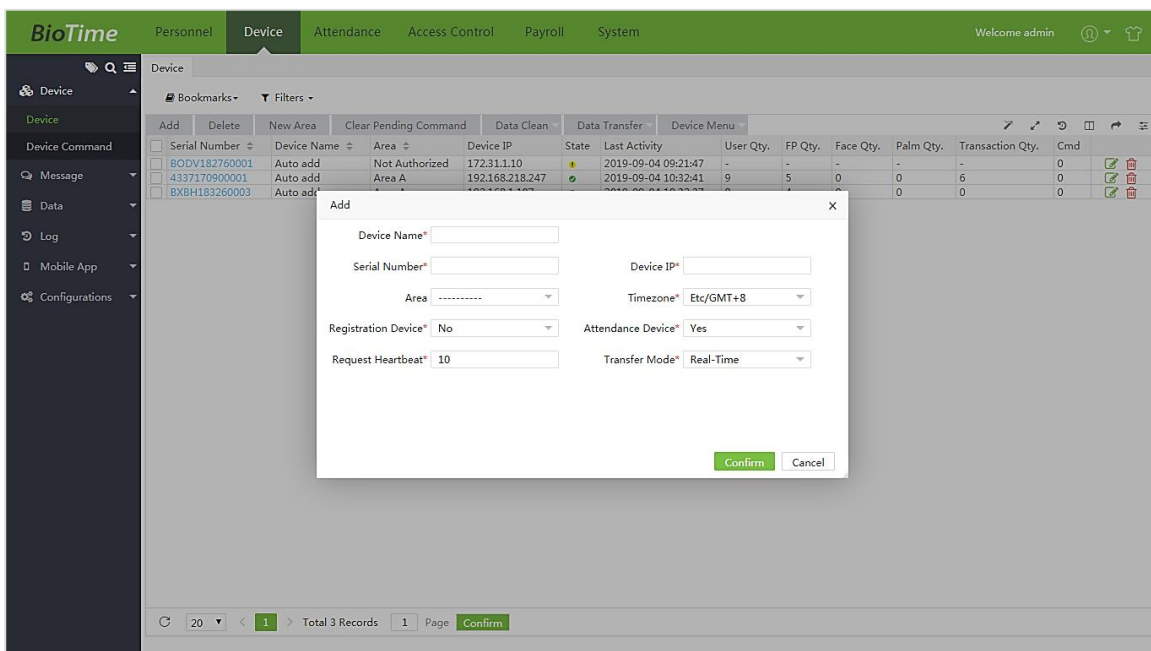 BioTime Personnel Device Attendance Access Control Payroll System Welcome admin
Device
Device
Bookmarks Filters
Device
Add Delete New Area Clear Pending Command Data Clean Data Transfer Device Menu
Device Command
Serial Number Device Name Area Device IP State Last Activity User Qty. FP Qty. Face Qty. Palm Qty. Transaction Qty. Cmd
BODV182760001 Auto add Not Authorized 172.31.1.10 2019-09-04 09:21:47 - - - - - 0
Message
4337170900001 Auto add Area A 192.168.218.247 2019-09-04 10:32:41 9 5 0 0 6 0
BXBH183260003 Auto add 0 0 0
Data
Log
Mobile App
Configurations
Add x
Device Name*
Serial Number* Device IP*
Area ---------- Timezone* Etc/GMT+8
Registration Device* No Attendance Device* Yes
Request Heartbeat* 10 Transfer Mode* Real-Time
Confirm Cancel
20 < 1 > Total 3 Records 1 Page Confirm